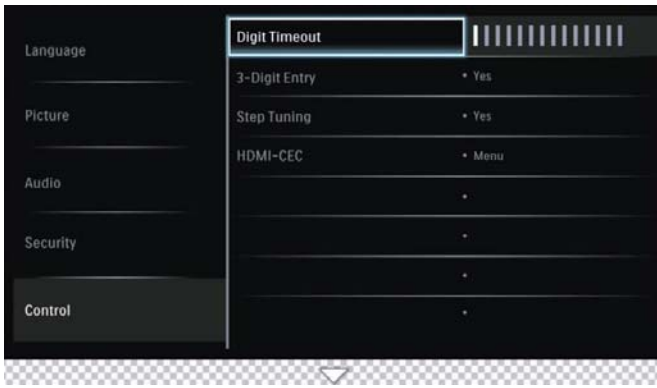 Language
Picture
Audio
Security
Control
Digit Timeout
3-Digit Entry • Yes
Step Tuning • Yes
HDMI-CEC • Menu